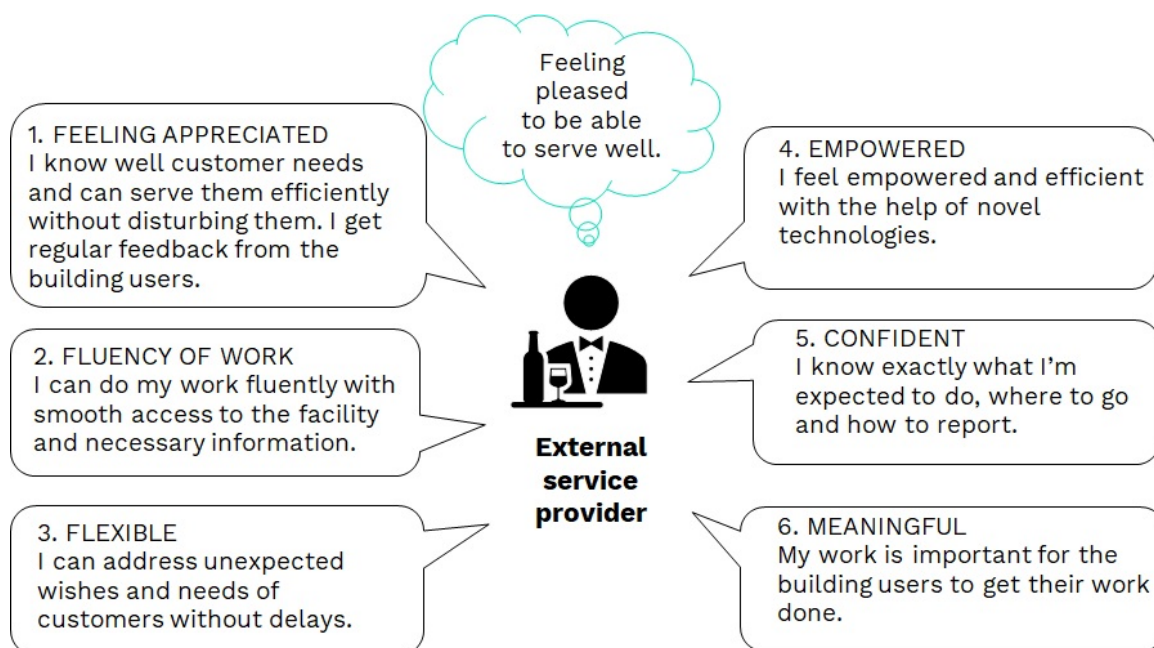 Feeling
pleased
to be able
to serve well.
1. FEELING APPRECIATED
I know well customer needs
and can serve them efficiently
without disturbing them. I get
regular feedback from the
building users.
2. FLUENCY OF WORK
I can do my work fluently with
smooth access to the facility
and necessary information.
3. FLEXIBLE
I can address unexpected
wishes and needs of
customers without delays.
External
service
provider
4. EMPOWERED
I feel empowered and efficient
with the help of novel
technologies.
5. CONFIDENT
I know exactly what I’m
expected to do, where to go
and how to report.
6. MEANINGFUL
My work is important for the
building users to get their work
done.